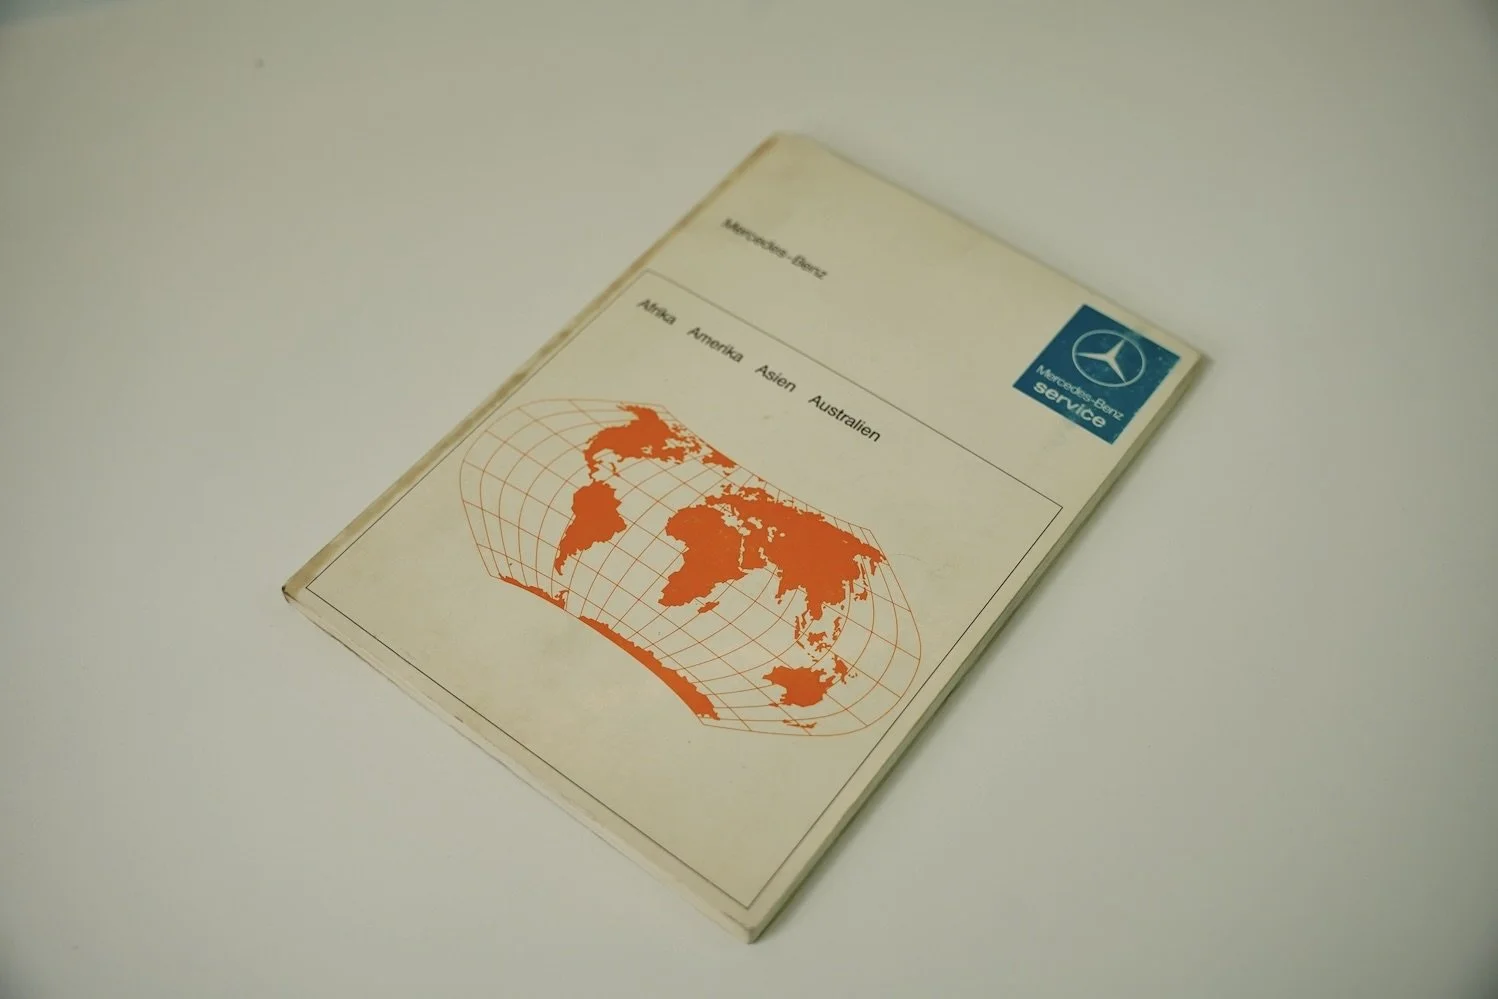 Mercedes-Benz
Mercedes-Benz
service
Afrika Amerika Asien Australien